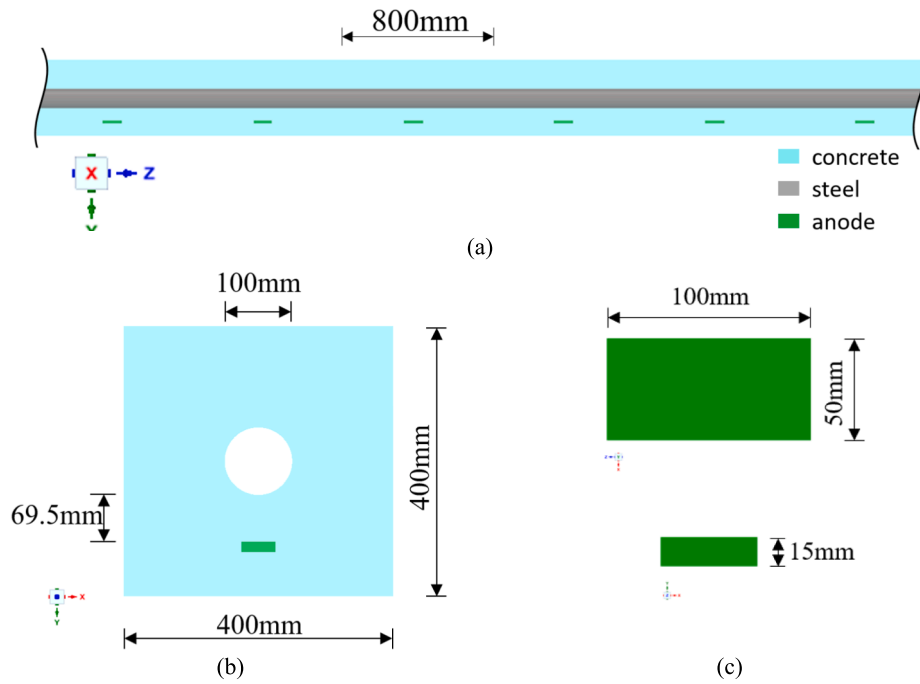 800mm
X
Z
Y
concrete
steel
anode
(a)
100mm
400mm
69.5mm
X
Y
400mm
(b)
100mm
50mm
Z
X
15mm
Y
X
(c)